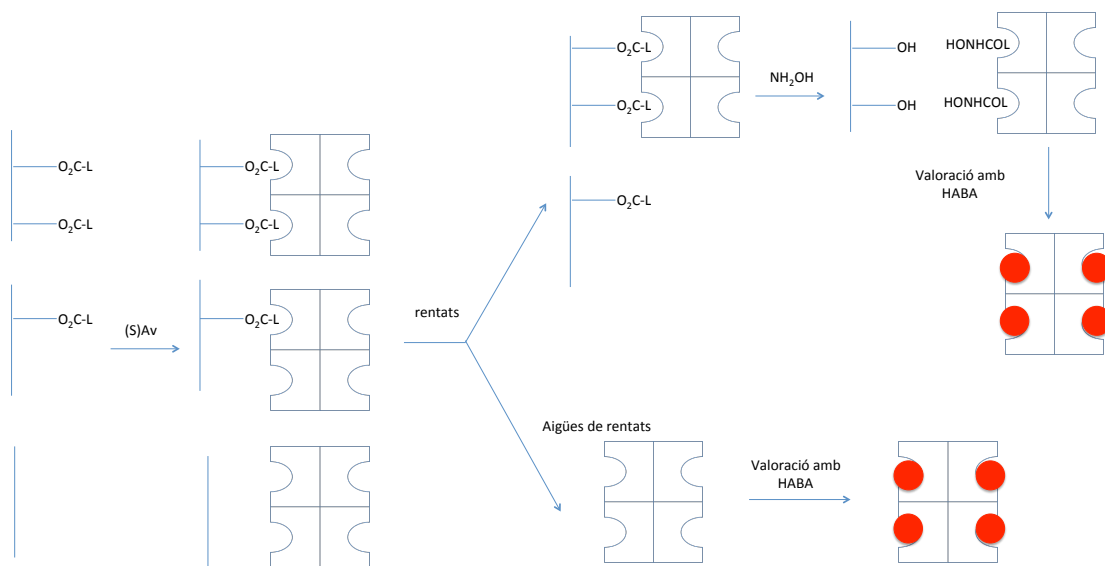 O₂C-L
O₂C-L
O₂C-L
(S)Av
O₂C-L
O₂C-L
O₂C-L
rentats
O₂C-L
O₂C-L
NH₂OH
OH
OH
HONHCOL
HONHCOL
O₂C-L
Valoració amb
HABA
Aigües de rentats
Valoració amb
HABA